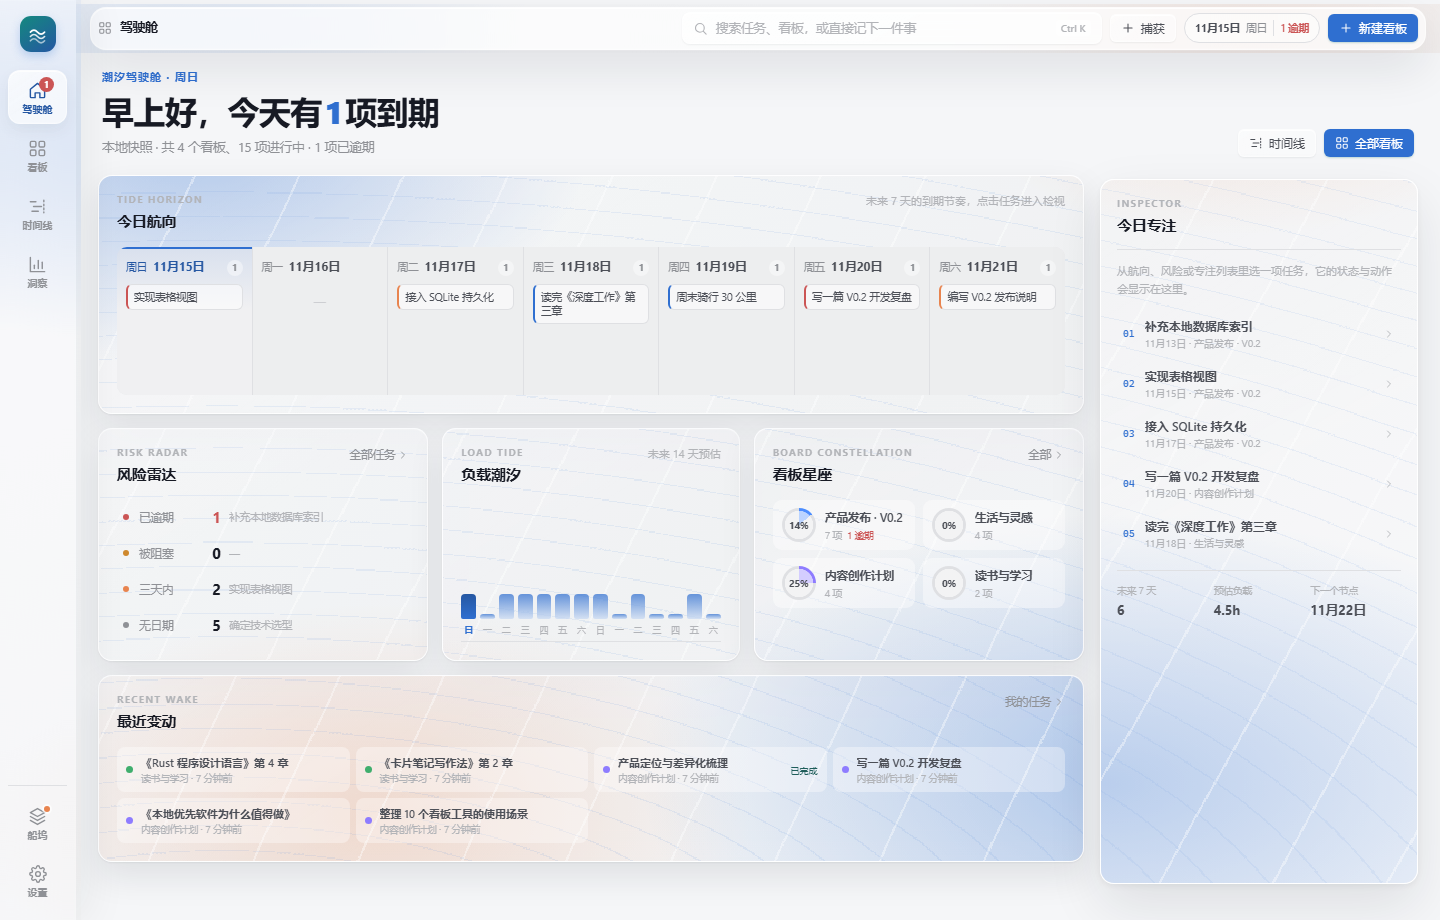 驾驶舱
搜索任务、看板，或直接记下一件事
Ctrl K
捕获
11月15日 周日 1 逾期
新建看板
1
驾驶舱
看板
时间线
洞察
船坞
设置
潮汐驾驶舱 · 周日
早上好，今天有1项到期
本地快照 · 共 4 个看板、15 项进行中 · 1 项已逾期
时间线
全部看板
TIDE HORIZON
今日航向
未来 7 天的到期节奏，点击任务进入检视
周日 11月15日 1
实现表格视图
周一 11月16日
—
周二 11月17日 1
接入 SQLite 持久化
周三 11月18日 1
读完《深度工作》第
三章
周四 11月19日 1
周末骑行 30 公里
周五 11月20日 1
写一篇 V0.2 开发复盘
周六 11月21日 1
编写 V0.2 发布说明
RISK RADAR
风险雷达
全部任务
已逾期 1 补充本地数据库索引
被阻塞 0 —
三天内 2 实现表格视图
无日期 5 确定技术选型
LOAD TIDE
负载潮汐
未来 14 天预估
日 一 二 三 四 五 六 日 一 二 三 四 五 六
BOARD CONSTELLATION
看板星座
全部
14%
产品发布 · V0.2
7 项 1 逾期
0%
生活与灵感
4 项
25%
内容创作计划
4 项
0%
读书与学习
2 项
RECENT WAKE
最近变动
我的任务
《Rust 程序设计语言》第 4 章
读书与学习 · 7 分钟前
《卡片笔记写作法》第 2 章
读书与学习 · 7 分钟前
产品定位与差异化梳理
内容创作计划 · 7 分钟前
已完成
写一篇 V0.2 开发复盘
内容创作计划 · 7 分钟前
《本地优先软件为什么值得做》
内容创作计划 · 7 分钟前
整理 10 个看板工具的使用场景
内容创作计划 · 7 分钟前
INSPECTOR
今日专注
从航向、风险或专注列表里选一项任务，它的状态与动作
会显示在这里。
01 补充本地数据库索引
11月13日 · 产品发布 · V0.2
02 实现表格视图
11月15日 · 产品发布 · V0.2
03 接入 SQLite 持久化
11月17日 · 产品发布 · V0.2
04 写一篇 V0.2 开发复盘
11月20日 · 内容创作计划
05 读完《深度工作》第三章
11月18日 · 生活与灵感
未来 7 天
6
预估负载
4.5h
下一个节点
11月22日